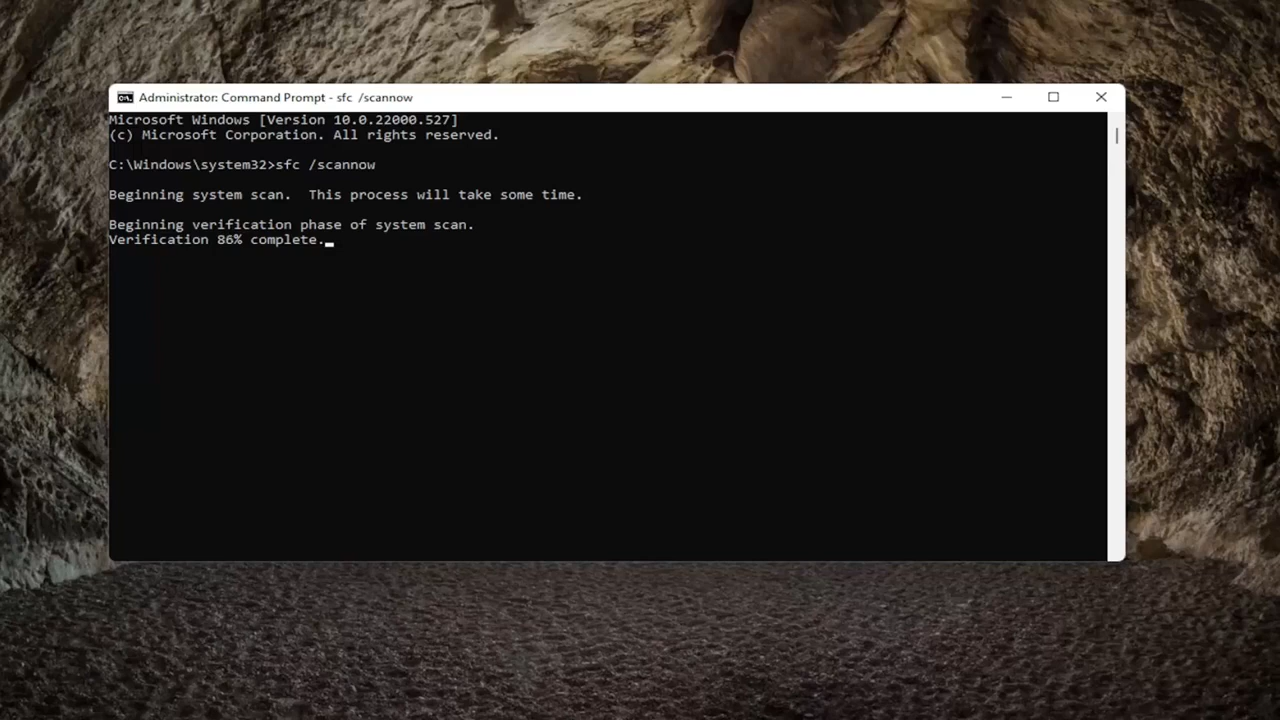 Administrator: Command Prompt - sfc /scannow
Microsoft Windows [Version 10.0.22000.527]
(c) Microsoft Corporation. All rights reserved.
C:\Windows\system32>sfc /scannow
Beginning system scan.  This process will take some time.
Beginning verification phase of system scan.
Verification 86% complete.